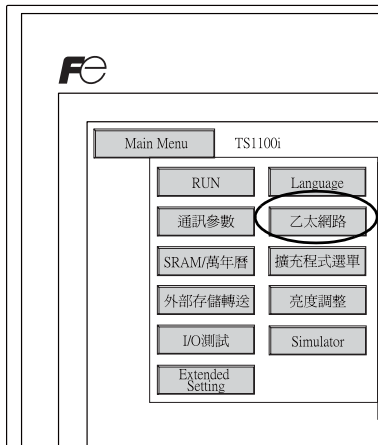 Fe
Main Menu TS1100i
RUN Language
通訊參數 乙太網路
SRAM/萬年曆 擴充程式選單
外部存儲轉送 亮度調整
I/O測試 Simulator
Extended
Setting